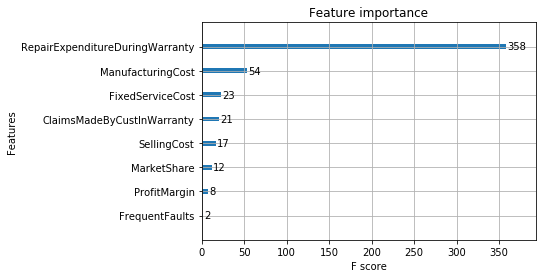 Feature importance
RepairExpenditureDuringWarranty 358
ManufacturingCost 54
FixedServiceCost 23
ClaimsMadeByCustInWarranty 21
SellingCost 17
MarketShare 12
ProfitMargin 8
FrequentFaults 2
Features
0 50 100 150 200 250 300 350
F score